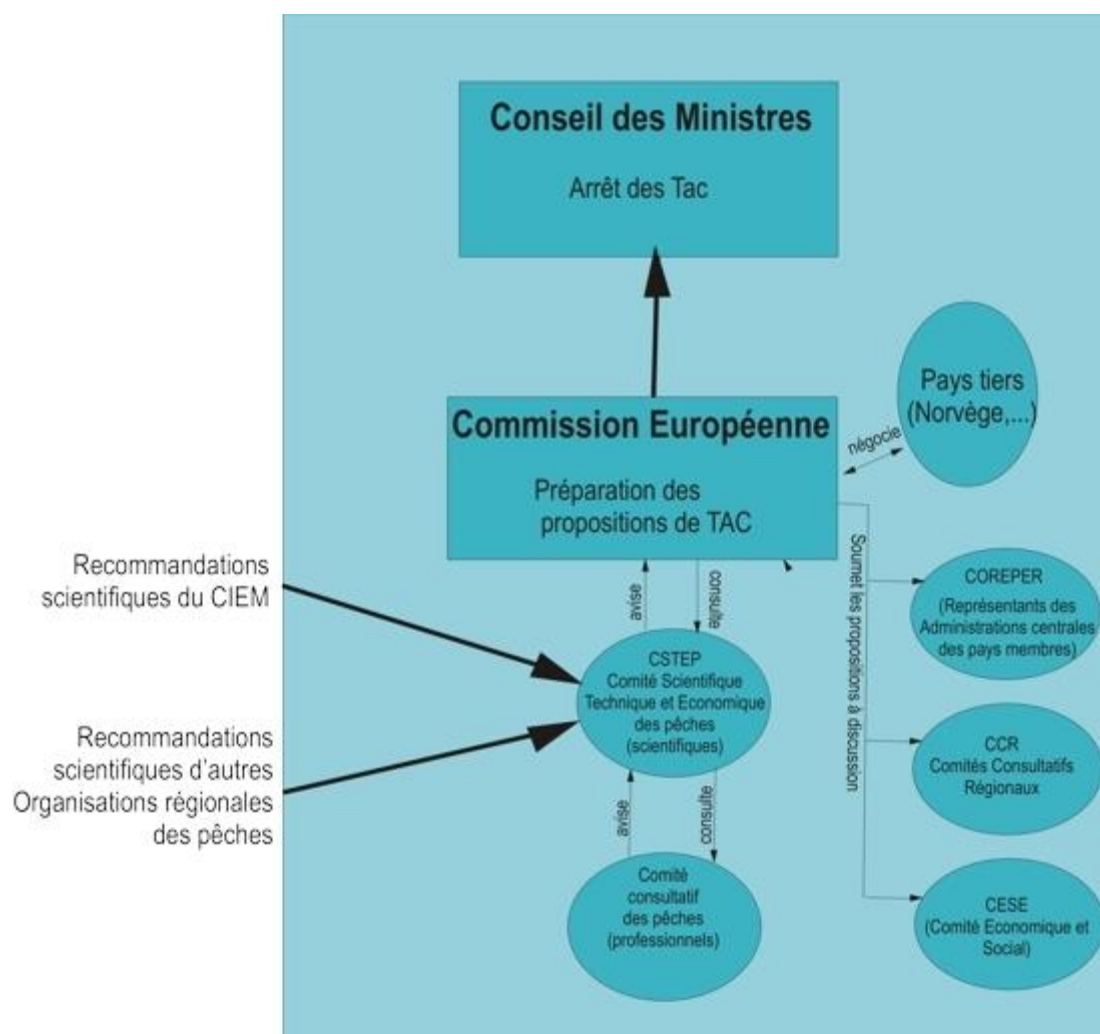 Conseil des Ministres
Arrêt des Tac
Pays tiers
(Norvège,...)
négocie
Commission Européenne
Préparation des
propositions de TAC
Soumet les propositions à discussion
Recommandations
scientifiques du CIEM
avise
consulte
COREPER
(Représentants des
Administrations centrales
des pays membres)
CSTEP
Comité Scientifique
Technique et Economique
des pêches
(scientifiques)
Recommandations
scientifiques d'autres
Organisations régionales
des pêches
CCR
Comités Consultatifs
Régionaux
avise
consulte
Comité
consultatif
des pêches
(professionnels)
CESE
(Comité Economique et
Social)